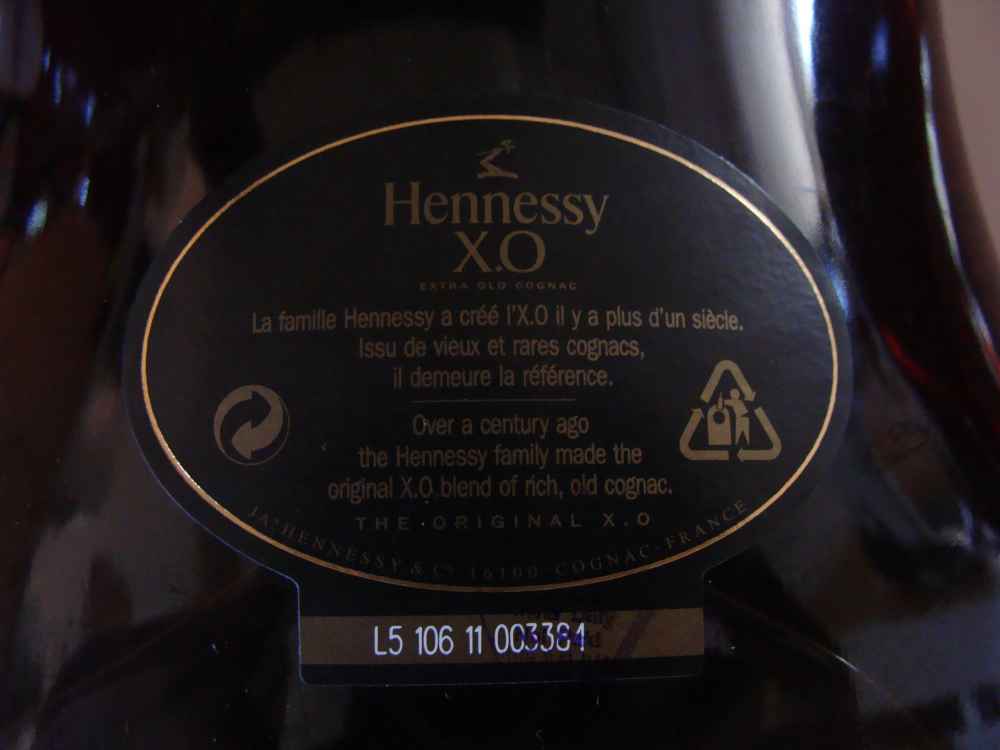 Hennessy
X.O
EXTRA OLD COGNAC
La famille Hennessy a créé l'X.O il y a plus d'un siècle.
Issu de vieux et rares cognacs,
il demeure la référence.
Over a century ago
the Hennessy family made the
original X.O blend of rich, old cognac.
THE ORIGINAL X.O
JAS HENNESSY & Cº 16100 COGNAC - FRANCE
L5 106 11 003384